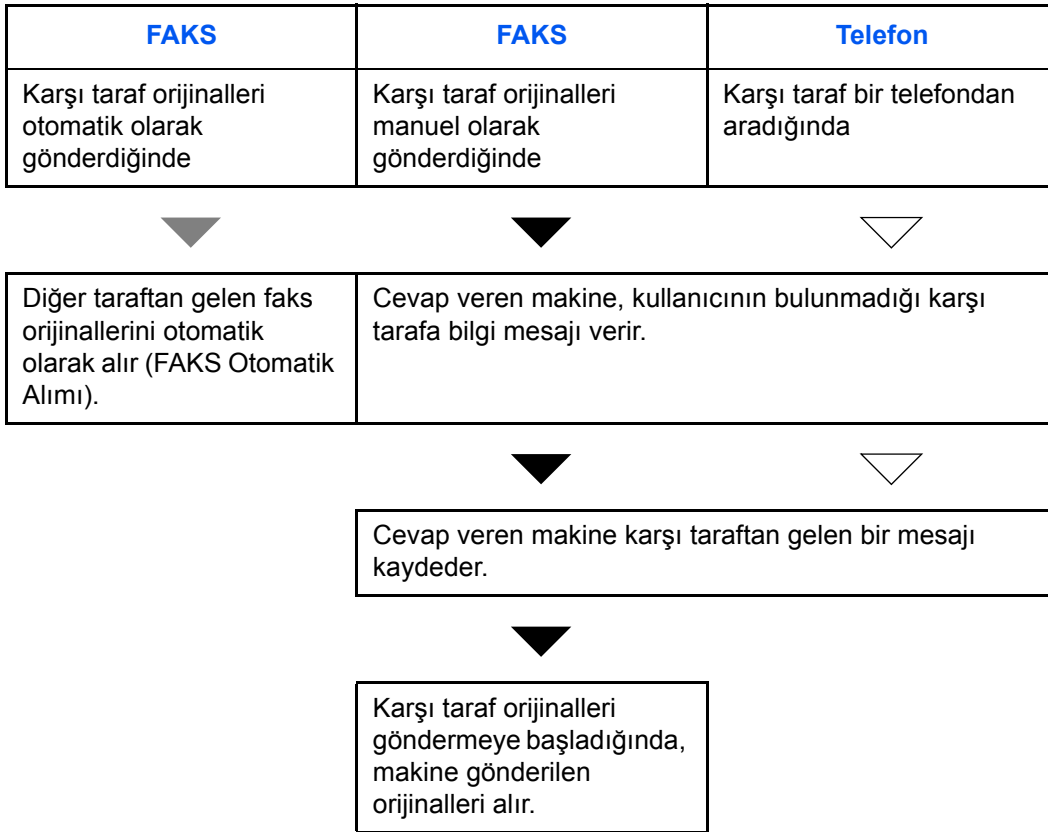 FAKS
FAKS
Telefon
Karşı taraf orijinalleri
otomatik olarak
gönderdiğinde
Karşı taraf orijinalleri
manuel olarak
gönderdiğinde
Karşı taraf bir telefondan
aradığında
Diğer taraftan gelen faks
orijinallerini otomatik
olarak alır (FAKS Otomatik
Alımı).
Cevap veren makine, kullanıcının bulunmadığı karşı
tarafa bilgi mesajı verir.
Cevap veren makine karşı taraftan gelen bir mesajı
kaydeder.
Karşı taraf orijinalleri
göndermeye başladığında,
makine gönderilen
orijinalleri alır.